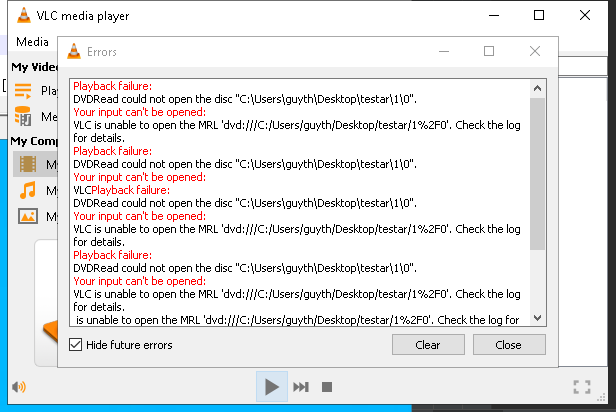 VLC media player
Media
Errors
My Vide
Pla
Me
My Comp
My
My
My
Playback failure:
DVDRead could not open the disc "C:\Users\guyth\Desktop\testar\1\0".
Your input can't be opened:
VLC is unable to open the MRL 'dvd:///C:/Users/guyth/Desktop/testar/1%2F0'. Check the log
for details.
Playback failure:
DVDRead could not open the disc "C:\Users\guyth\Desktop\testar\1\0".
Your input can't be opened:
VLCPlayback failure:
DVDRead could not open the disc "C:\Users\guyth\Desktop\testar\1\0".
Your input can't be opened:
VLC is unable to open the MRL 'dvd:///C:/Users/guyth/Desktop/testar/1%2F0'. Check the log
for details.
Playback failure:
DVDRead could not open the disc "C:\Users\guyth\Desktop\testar\1\0".
Your input can't be opened:
VLC is unable to open the MRL 'dvd:///C:/Users/guyth/Desktop/testar/1%2F0'. Check the log
for details.
is unable to open the MRL 'dvd:///C:/Users/guyth/Desktop/testar/1%2F0'. Check the log for
Hide future errors
Clear
Close